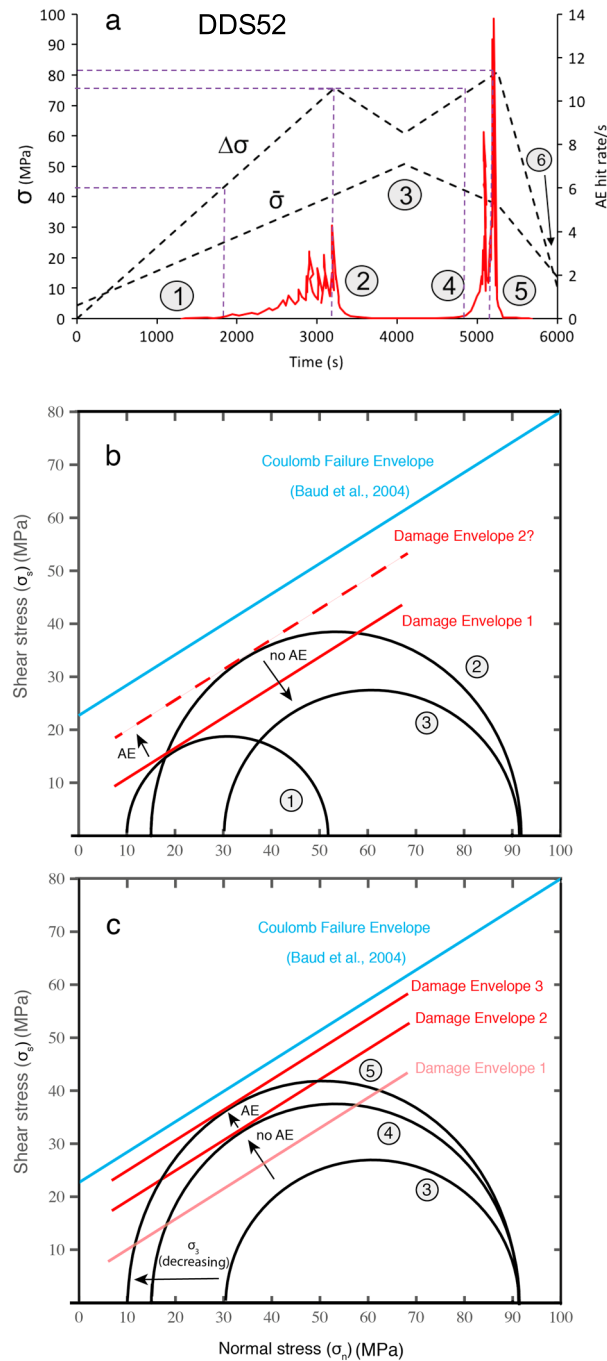 a DDS52
σ (MPa)
100
90
80
70
60
50
40
30
20
10
0
14
12
10
8
6
4
2
0
AE hit rate/s
Δσ
σ̄
1
2
3
4
5
6
0 1000 2000 3000 4000 5000 6000
Time (s)
b
Shear stress (σs) (MPa)
80
70
60
50
40
30
20
10
Coulomb Failure Envelope
(Baud et al., 2004)
Damage Envelope 2?
Damage Envelope 1
no AE
AE
2
3
1
0 10 20 30 40 50 60 70 80 90 100
c
Shear stress (σs) (MPa)
80
70
60
50
40
30
20
10
Coulomb Failure Envelope
(Baud et al., 2004)
Damage Envelope 3
Damage Envelope 2
Damage Envelope 1
5
AE
no AE
4
3
σ3
(decreasing)
0 10 20 30 40 50 60 70 80 90 100
Normal stress (σn) (MPa)